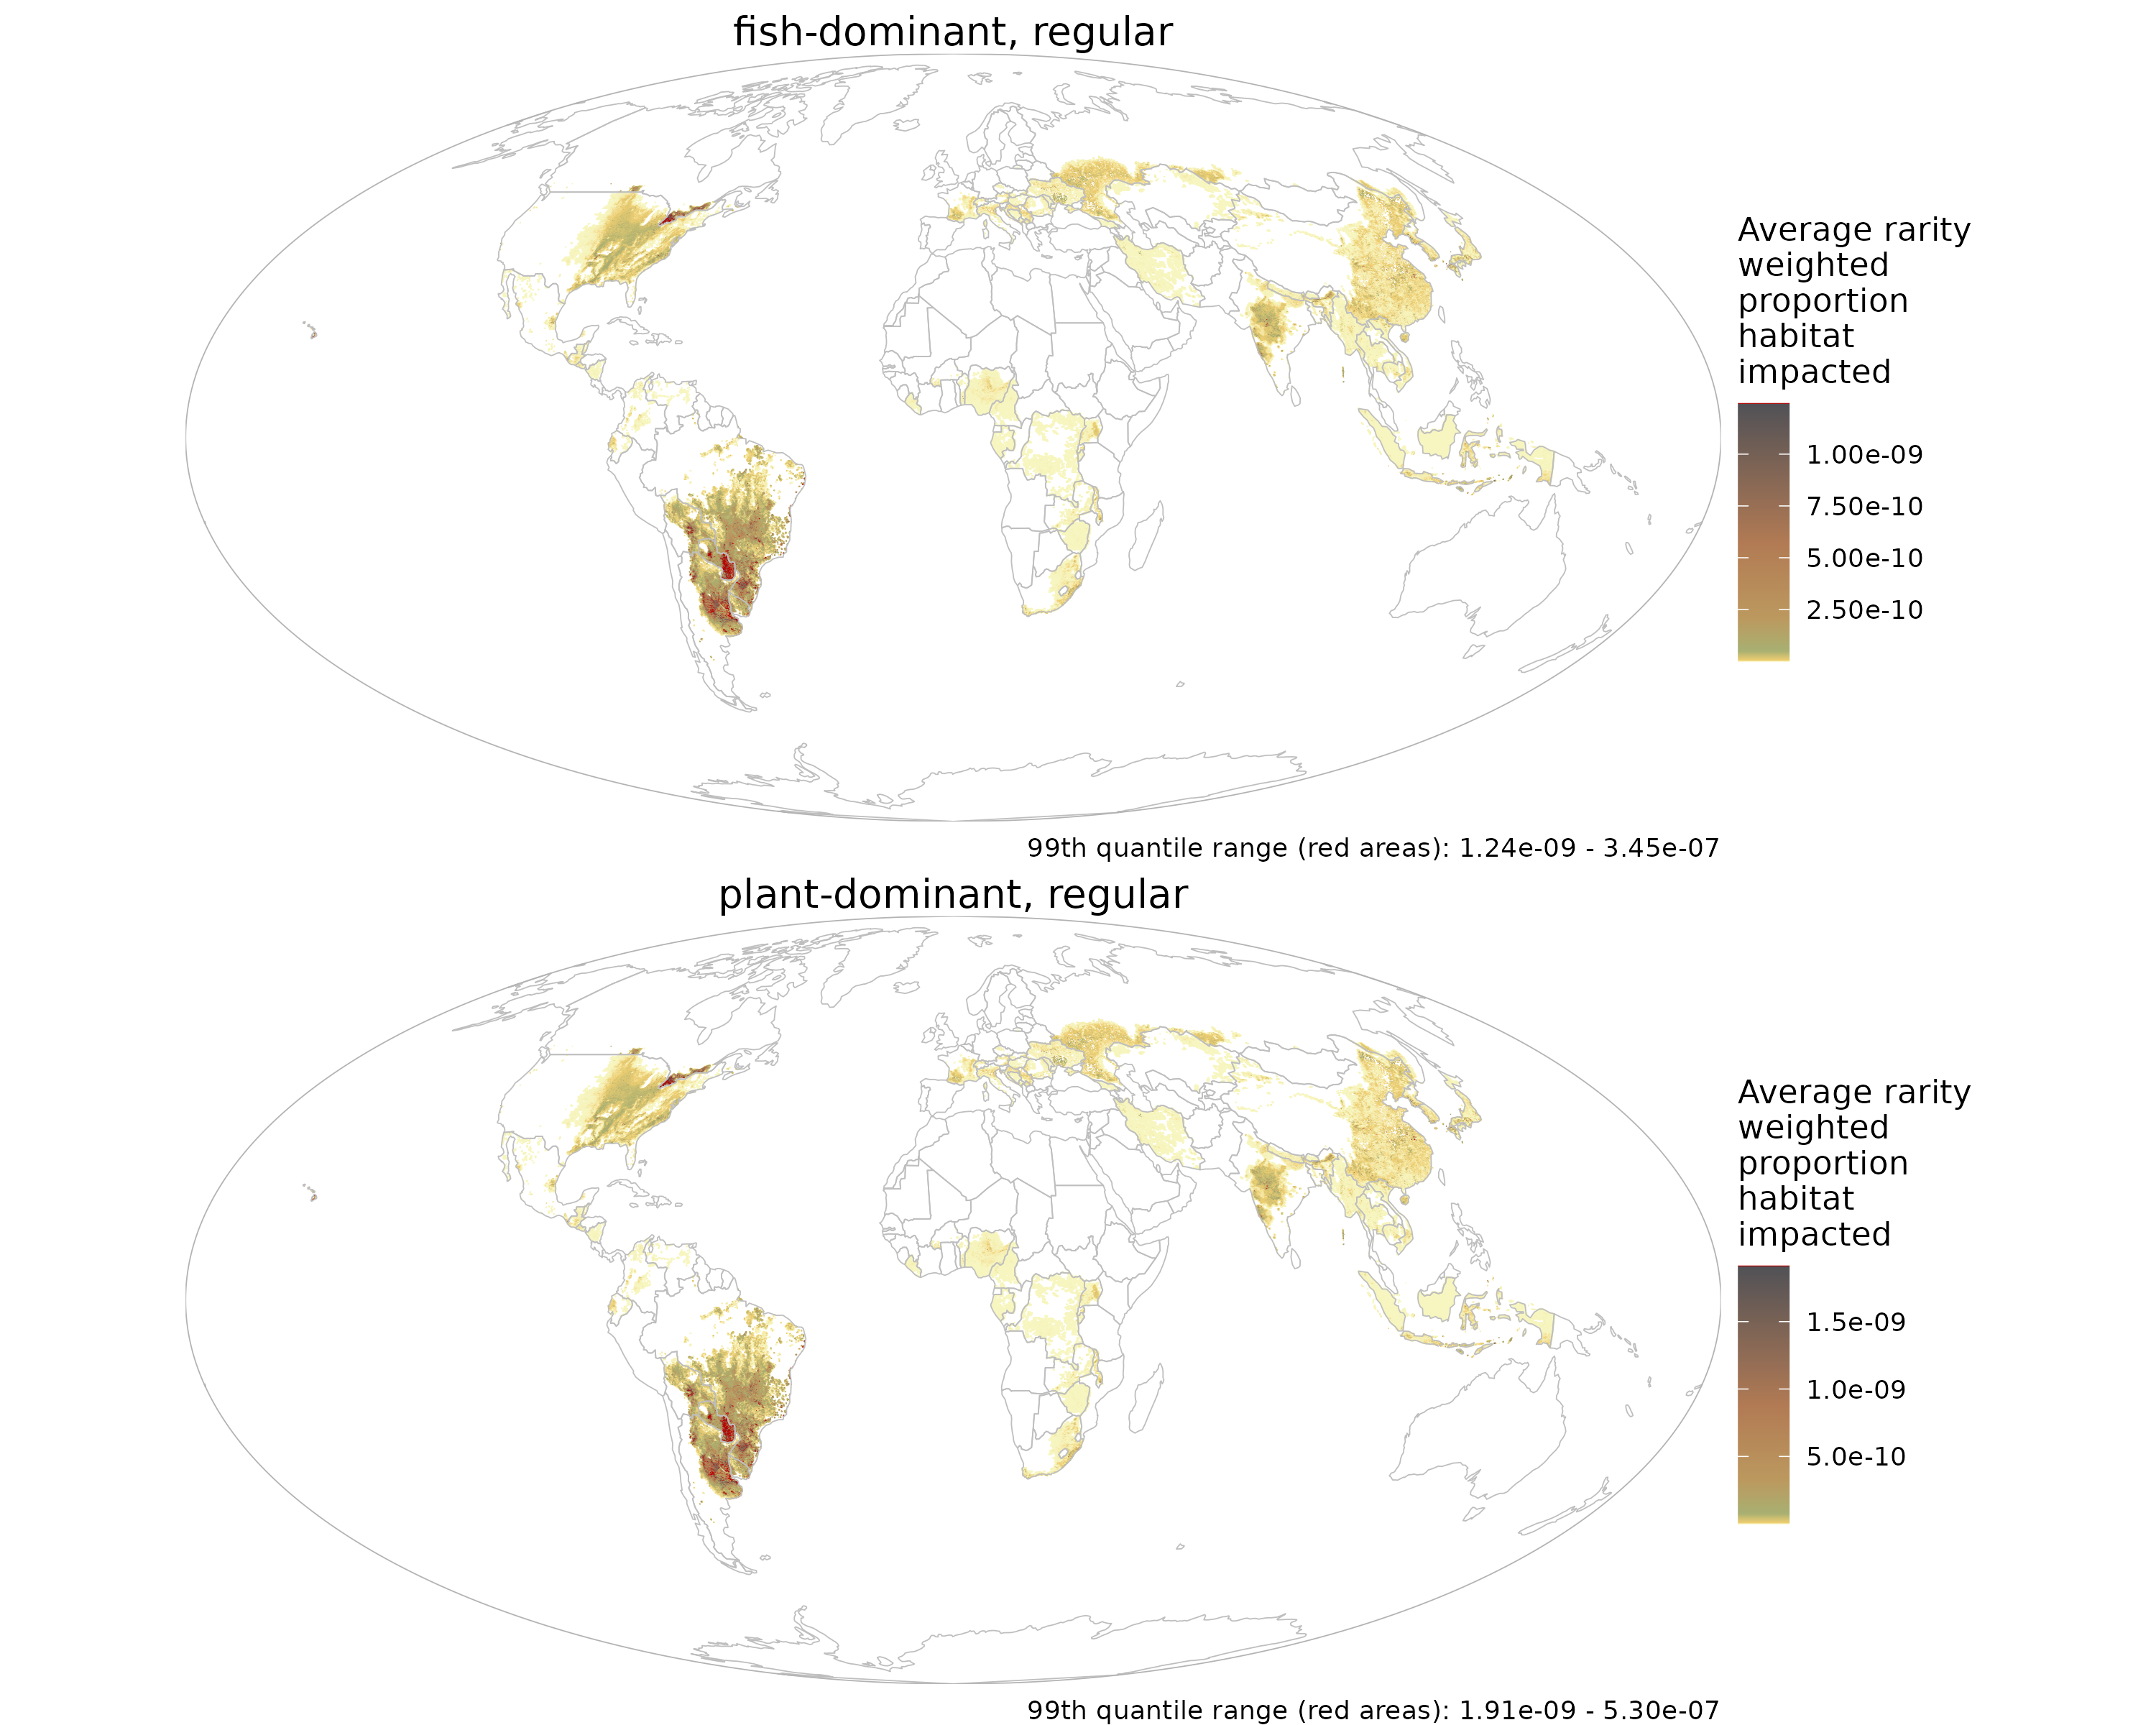 fish-dominant, regular
Average rarity
weighted
proportion
habitat
impacted
1.00e-09
7.50e-10
5.00e-10
2.50e-10
99th quantile range (red areas): 1.24e-09 - 3.45e-07
plant-dominant, regular
Average rarity
weighted
proportion
habitat
impacted
1.5e-09
1.0e-09
5.0e-10
99th quantile range (red areas): 1.91e-09 - 5.30e-07